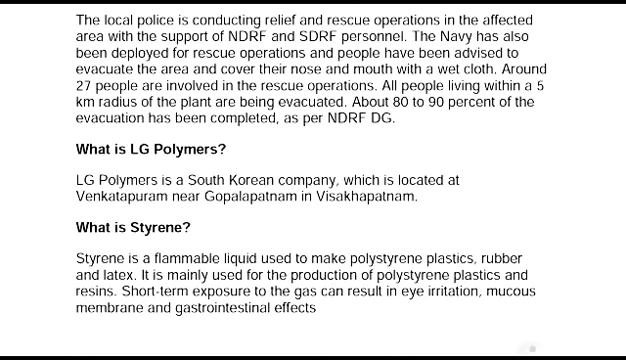 The local police is conducting relief and rescue operations in the affected
area with the support of NDRF and SDRF personnel. The Navy has also
been deployed for rescue operations and people have been advised to
evacuate the area and cover their nose and mouth with a wet cloth. Around
27 people are involved in the rescue operations. All people living within a 5
km radius of the plant are being evacuated. About 80 to 90 percent of the
evacuation has been completed, as per NDRF DG.
What is LG Polymers?
LG Polymers is a South Korean company, which is located at
Venkatapuram near Gopalapatnam in Visakhapatnam.
What is Styrene?
Styrene is a flammable liquid used to make polystyrene plastics, rubber
and latex. It is mainly used for the production of polystyrene plastics and
resins. Short-term exposure to the gas can result in eye irritation, mucous
membrane and gastrointestinal effects